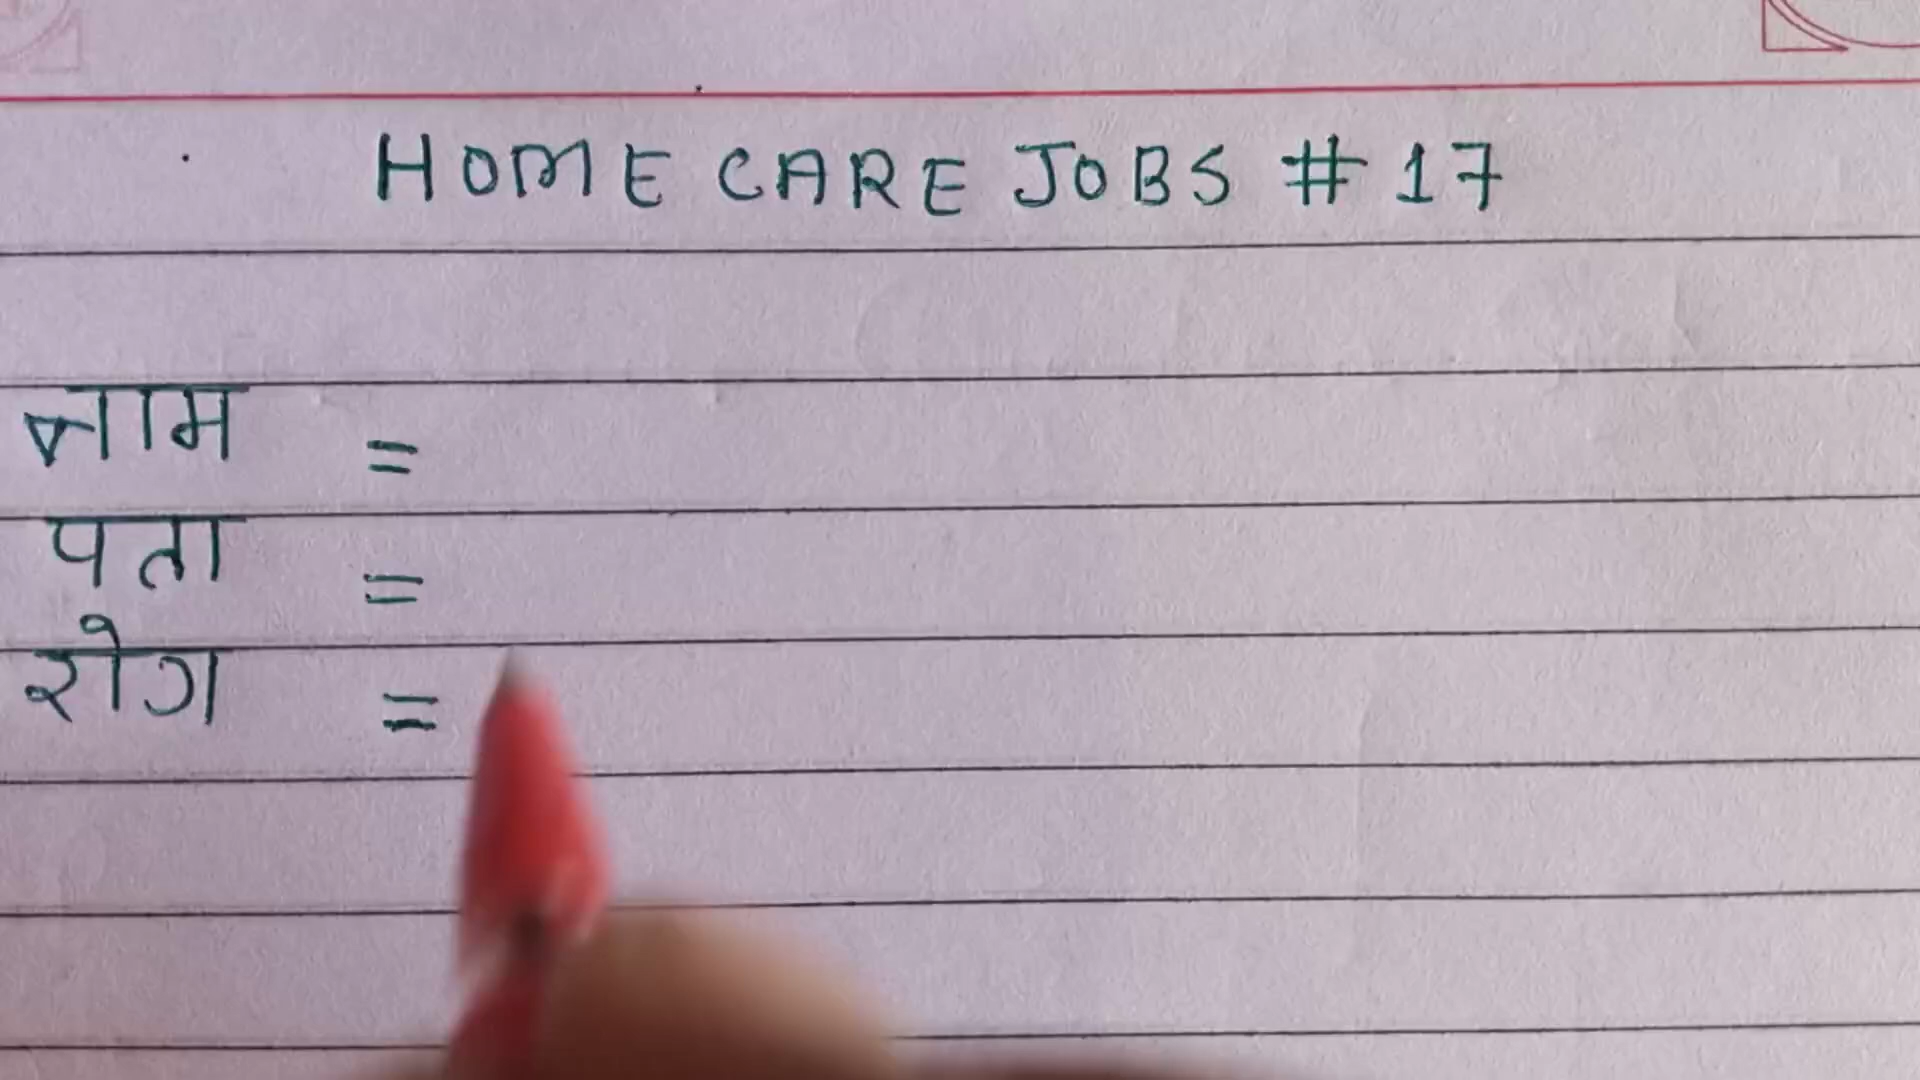 HOME CARE JOBS # 17
नाम =
पता =
रोग =